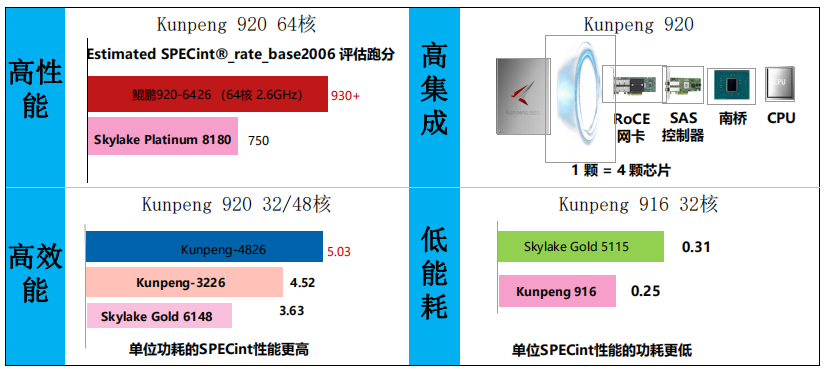 Kunpeng 920 64核
高性能
Estimated SPECint®_rate_base2006 评估跑分
鲲鹏920-6426 (64核 2.6GHz)
930+
Skylake Platinum 8180
750
Kunpeng 920
高集成
RoCE
网卡
SAS
控制器
南桥
CPU
1 颗 = 4 颗芯片
Kunpeng 920 32/48核
高效能
Kunpeng-4826
5.03
Kunpeng-3226
4.52
Skylake Gold 6148
3.63
单位功耗的SPECint性能更高
Kunpeng 916 32核
低能耗
Skylake Gold 5115
0.31
Kunpeng 916
0.25
单位SPECint性能的功耗更低